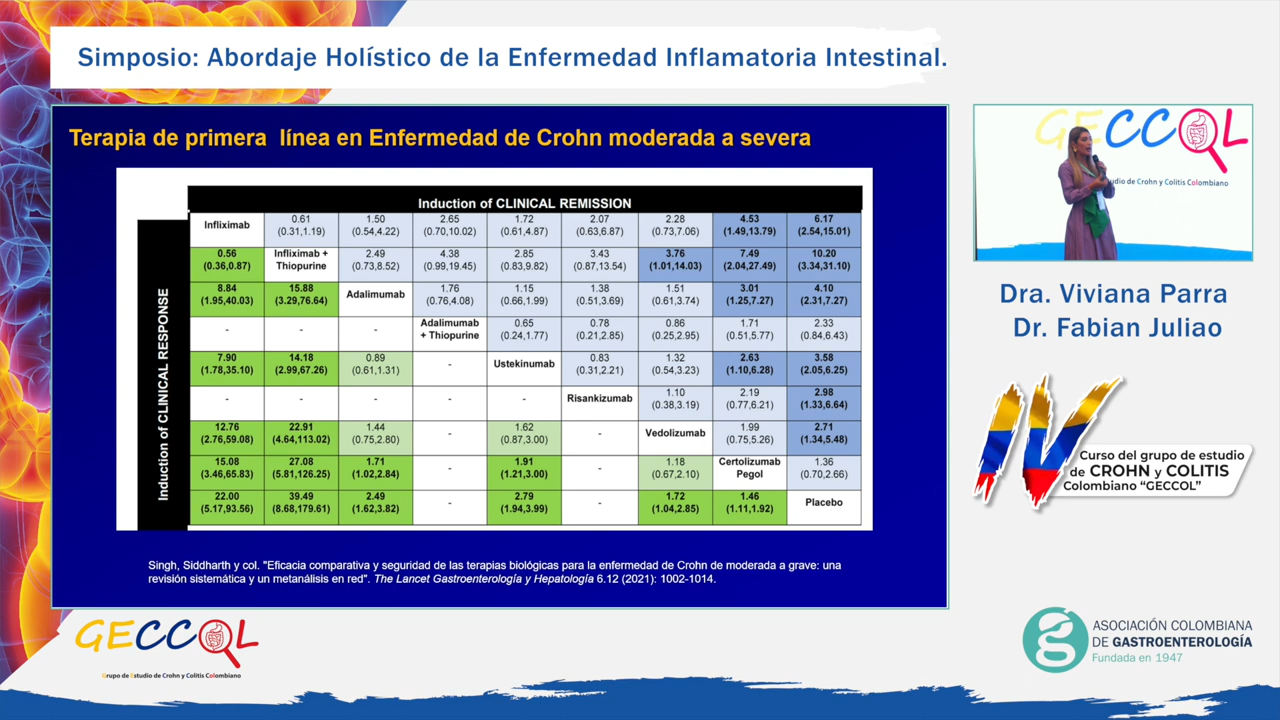 Simposio: Abordaje Holístico de la Enfermedad Inflamatoria Intestinal.
Terapia de primera línea en Enfermedad de Crohn moderada a severa
Induction of CLINICAL REMISSION
Induction of CLINICAL RESPONSE
Infliximab 0.61 1.50 2.65 1.72 2.07 2.28 4.53 6.17
(0.31,1.19) (0.54,4.22) (0.70,10.02) (0.61,4.87) (0.63,6.87) (0.73,7.06) (1.49,13.79) (2.54,15.01)
0.56 Infliximab + 2.49 4.38 2.85 3.43 3.76 7.49 10.20
(0.36,0.87) Thiopurine (0.73,8.52) (0.99,19.45) (0.83,9.82) (0.87,13.54) (1.01,14.03) (2.04,27.49) (3.34,31.10)
8.84 15.88 Adalimumab 1.76 1.15 1.38 1.51 3.01 4.10
(1.95,40.03) (3.29,76.64) (0.76,4.08) (0.66,1.99) (0.51,3.69) (0.61,3.74) (1.25,7.27) (2.31,7.27)
- - - Adalimumab 0.65 0.78 0.86 1.71 2.33
+ Thiopurine (0.24,1.77) (0.21,2.85) (0.25,2.95) (0.51,5.77) (0.84,6.43)
7.90 14.18 0.89 - Ustekinumab 0.83 1.32 2.63 3.58
(1.78,35.10) (2.99,67.26) (0.61,1.31) (0.31,2.21) (0.54,3.23) (1.10,6.28) (2.05,6.25)
- - - - - Risankizumab 1.10 2.19 2.98
(0.38,3.19) (0.77,6.21) (1.33,6.64)
12.76 22.91 1.44 - 1.62 - Vedolizumab 1.99 2.71
(2.76,59.08) (4.64,113.02) (0.75,2.80) (0.87,3.00) (0.75,5.26) (1.34,5.48)
15.08 27.08 1.71 - 1.91 - 1.18 Certolizumab 1.36
(3.46,65.83) (5.81,126.25) (1.02,2.84) (1.21,3.00) (0.67,2.10) Pegol (0.70,2.66)
22.00 39.49 2.49 - 2.79 - 1.72 1.46 Placebo
(5.17,93.56) (8.68,179.61) (1.62,3.82) (1.94,3.99) (1.04,2.85) (1.11,1.92)
Singh, Siddharth y col. "Eficacia comparativa y seguridad de las terapias biológicas para la enfermedad de Crohn de moderada a grave: una
revisión sistemática y un metanálisis en red". The Lancet Gastroenterología y Hepatología 6.12 (2021): 1002-1014.
GECCOL
udio de Crohn y Colitis Colombiano
Dra. Viviana Parra
Dr. Fabian Juliao
IV
Curso del grupo de estudio
de CROHN y COLITIS
Colombiano "GECCOL"
GECCOL
Grupo de Estudio de Crohn y Colitis Colombiano
ASOCIACIÓN COLOMBIANA
DE GASTROENTEROLOGÍA
Fundada en 1947